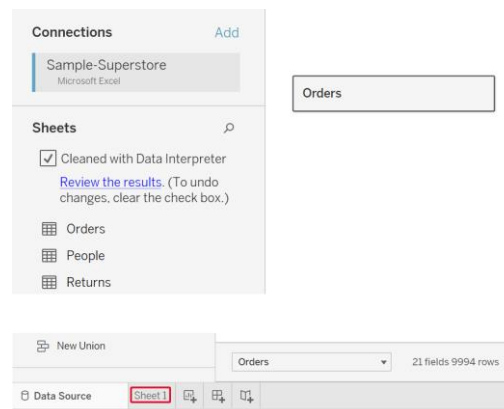 Connections Add
Sample-Superstore
Microsoft Excel
Orders
Sheets
Cleaned with Data Interpreter
Review the results. (To undo
changes, clear the check box.)
Orders
People
Returns
New Union
Orders 21 fields 9994 rows
Data Source Sheet 1